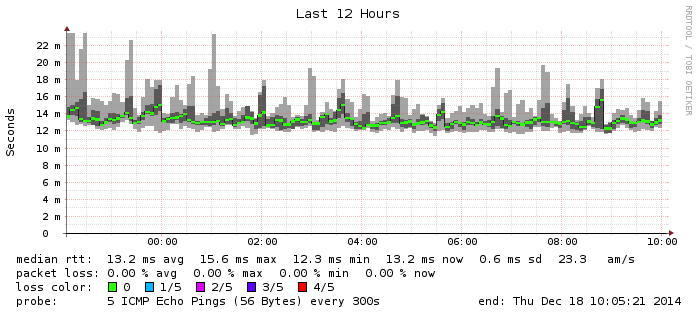 Last 12 Hours
RRDTOOL / TOBI OETIKER
Seconds
22 m
20 m
18 m
16 m
14 m
12 m
10 m
8 m
6 m
4 m
2 m
0
00:00 02:00 04:00 06:00 08:00 10:00
median rtt: 13.2 ms avg 15.6 ms max 12.3 ms min 13.2 ms now 0.6 ms sd 23.3 am/s
packet loss: 0.00 % avg 0.00 % max 0.00 % min 0.00 % now
loss color: 0 1/5 2/5 3/5 4/5
probe: 5 ICMP Echo Pings (56 Bytes) every 300s end: Thu Dec 18 10:05:21 2014